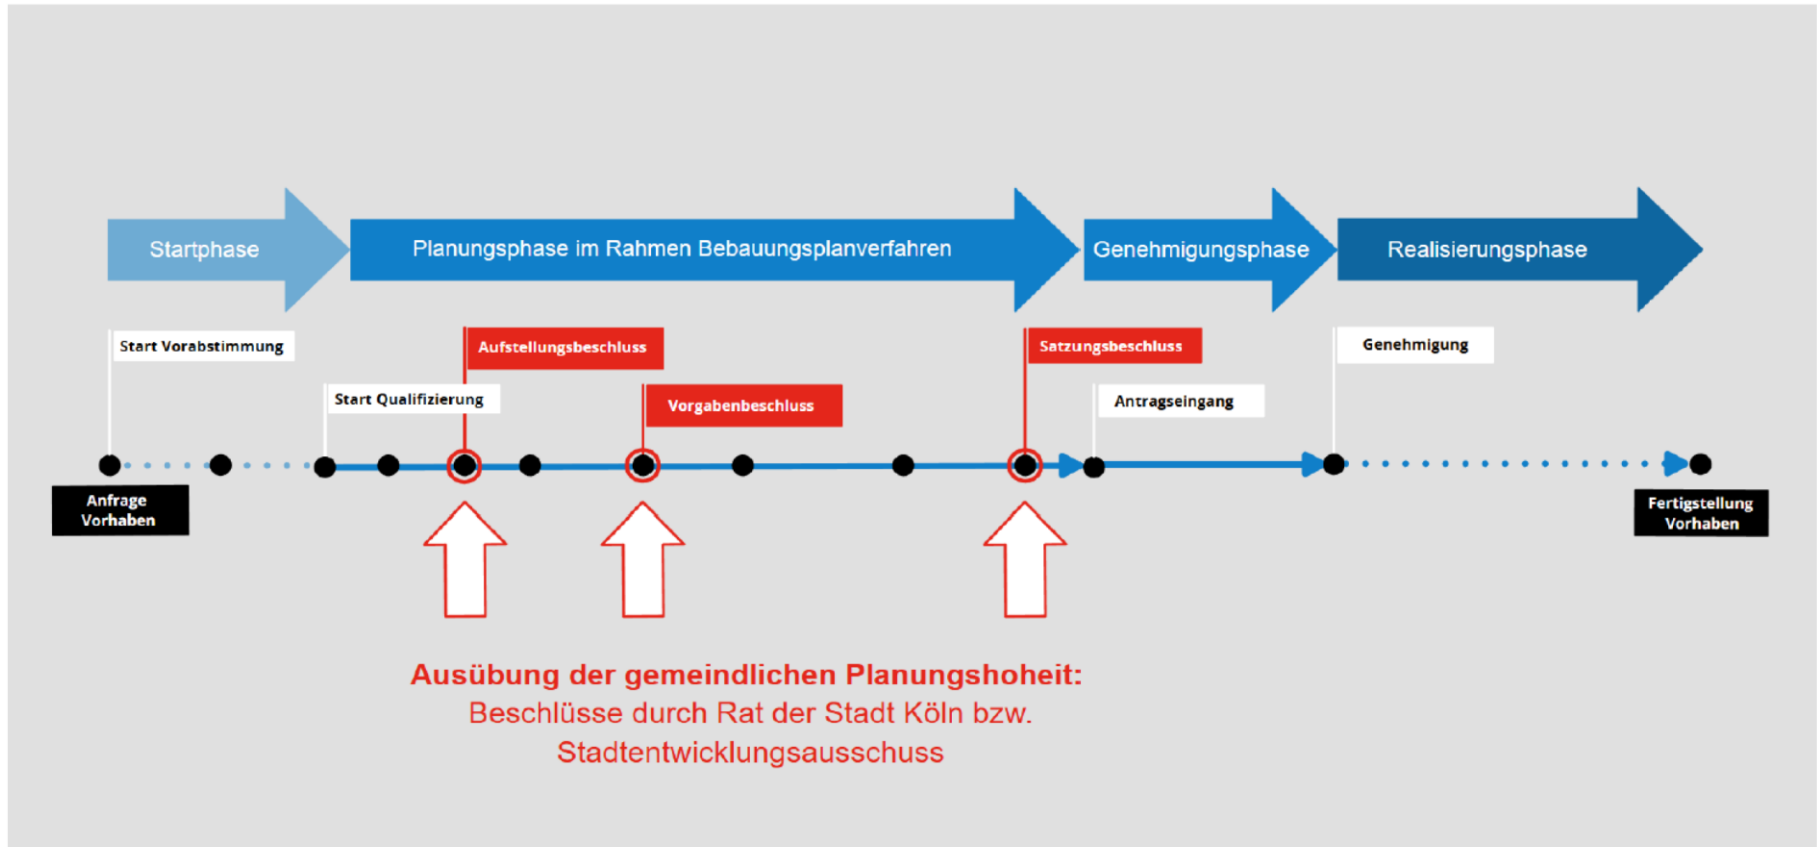 Startphase
Planungsphase im Rahmen Bebauungsplanverfahren
Genehmigungsphase
Realisierungsphase
Start Vorabstimmung
Aufstellungsbeschluss
Satzungsbeschluss
Genehmigung
Start Qualifizierung
Vorgabenbeschluss
Antragseingang
Anfrage
Vorhaben
Fertigstellung
Vorhaben
Ausübung der gemeindlichen Planungshoheit:
Beschlüsse durch Rat der Stadt Köln bzw.
Stadtentwicklungsausschuss